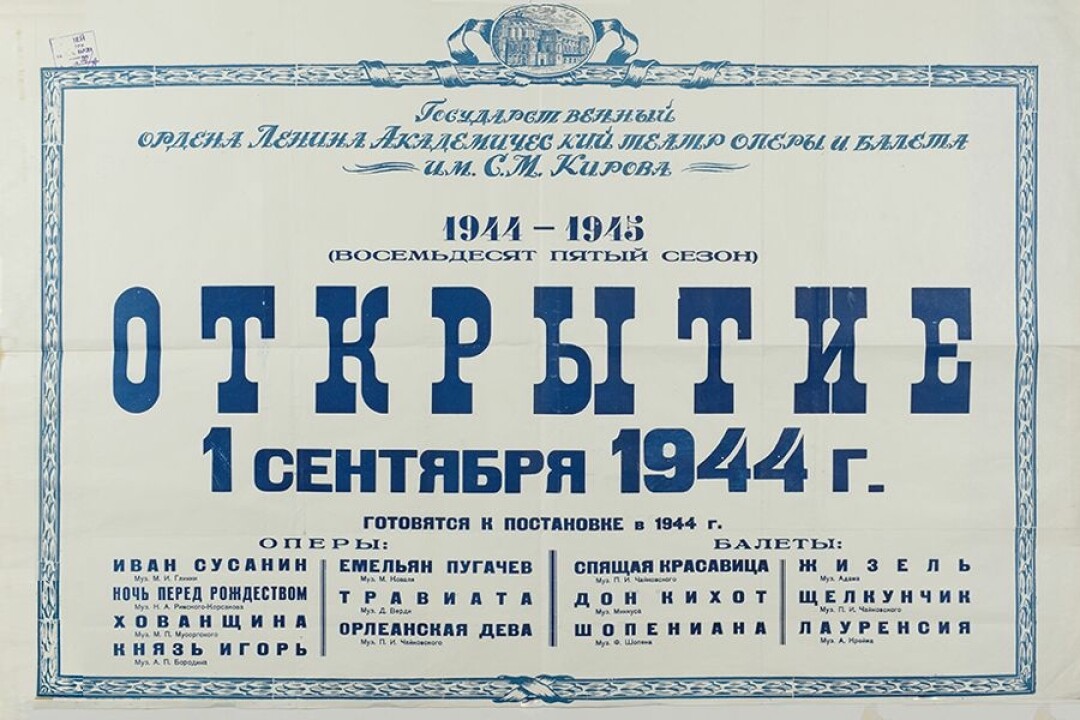 Государственный
ордена Ленина Академический театр оперы и балета
им. С.М. Кирова
1944 – 1945
(ВОСЕМЬДЕСЯТ ПЯТЫЙ СЕЗОН)
ОТКРЫТИЕ
1 СЕНТЯБРЯ 1944 г.
ГОТОВЯТСЯ К ПОСТАНОВКЕ в 1944 г.
ОПЕРЫ:
ИВАН СУСАНИН
Муз. М. И. Глинки
НОЧЬ ПЕРЕД РОЖДЕСТВОМ
Муз. Н. А. Римского-Корсакова
ХОВАНЩИНА
Муз. М. П. Мусоргского
КНЯЗЬ ИГОРЬ
Муз. А. П. Бородина
ЕМЕЛЬЯН ПУГАЧЕВ
Муз. М. Коваля
ТРАВИАТА
Муз. Д. Верди
ОРЛЕАНСКАЯ ДЕВА
Муз. П. И. Чайковского
БАЛЕТЫ:
СПЯЩАЯ КРАСАВИЦА
Муз. П. И. Чайковского
ДОН КИХОТ
Муз. Минкуса
ШОПЕНИАНА
Муз. Ф. Шопена
ЖИЗЕЛЬ
Муз. Адана
ЩЕЛКУНЧИК
Муз. П. И. Чайковского
ЛАУРЕНСИЯ
Муз. А. Крейна